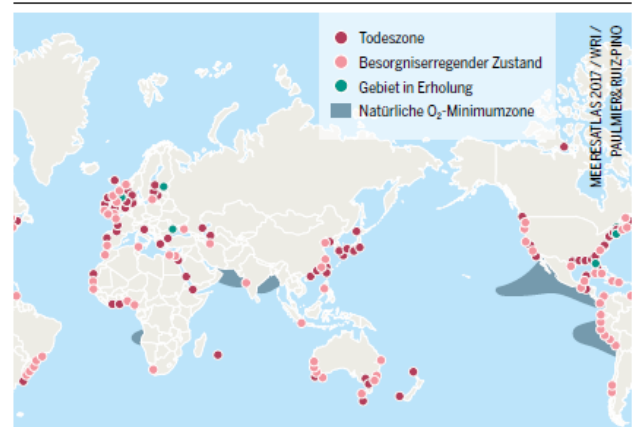 Todeszone
Besorgniserregender Zustand
Gebiet in Erholung
Natürliche O₂-Minimumzone
MEERESATLAS 2017 / WRI /
PAULMIER& RUIZ-PINO